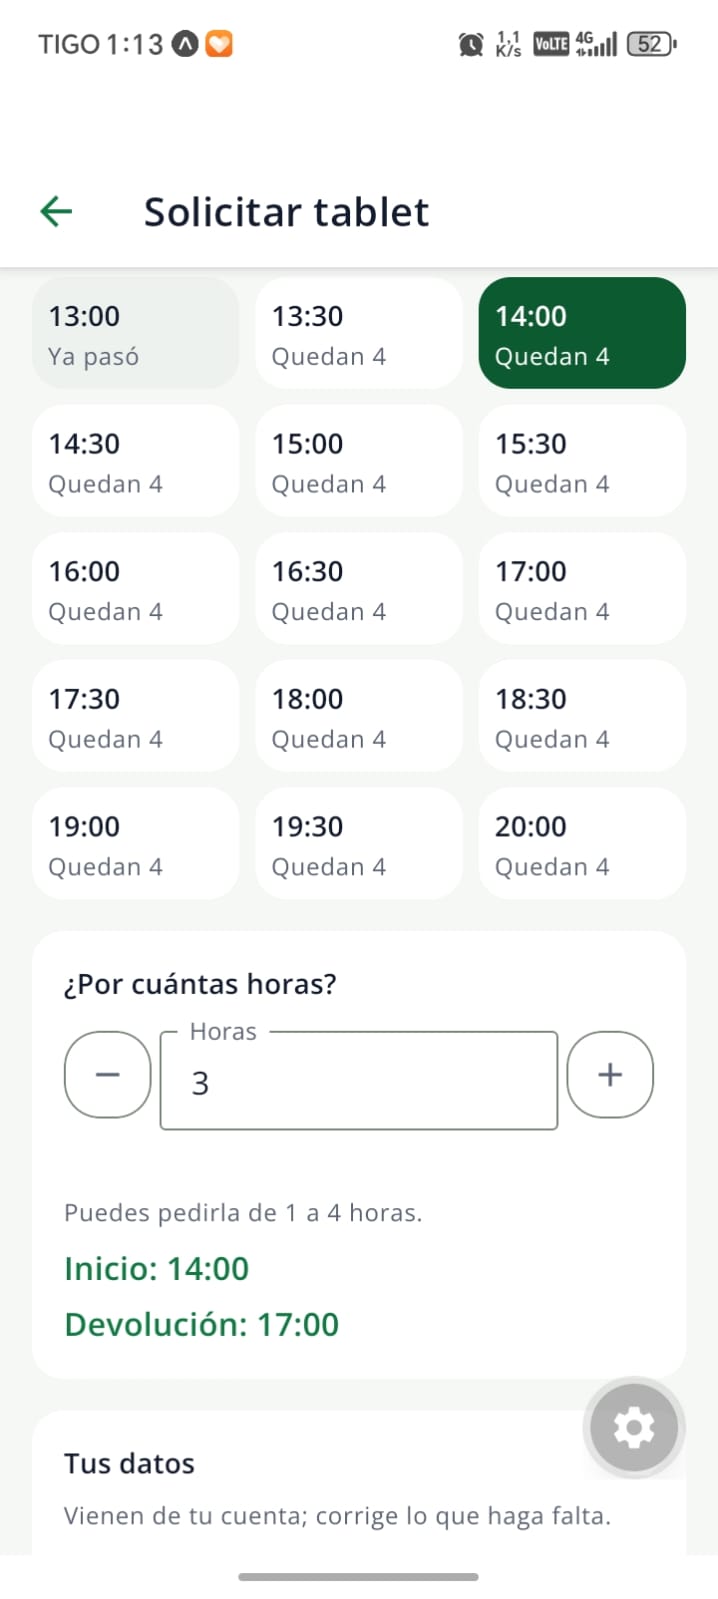 TIGO 1:13 1,1 K/s VoLTE 4G 52
Solicitar tablet
13:00 13:30 14:00
Ya pasó Quedan 4 Quedan 4
14:30 15:00 15:30
Quedan 4 Quedan 4 Quedan 4
16:00 16:30 17:00
Quedan 4 Quedan 4 Quedan 4
17:30 18:00 18:30
Quedan 4 Quedan 4 Quedan 4
19:00 19:30 20:00
Quedan 4 Quedan 4 Quedan 4
¿Por cuántas horas?
Horas
− 3 +
Puedes pedirla de 1 a 4 horas.
Inicio: 14:00
Devolución: 17:00
Tus datos
Vienen de tu cuenta; corrige lo que haga falta.